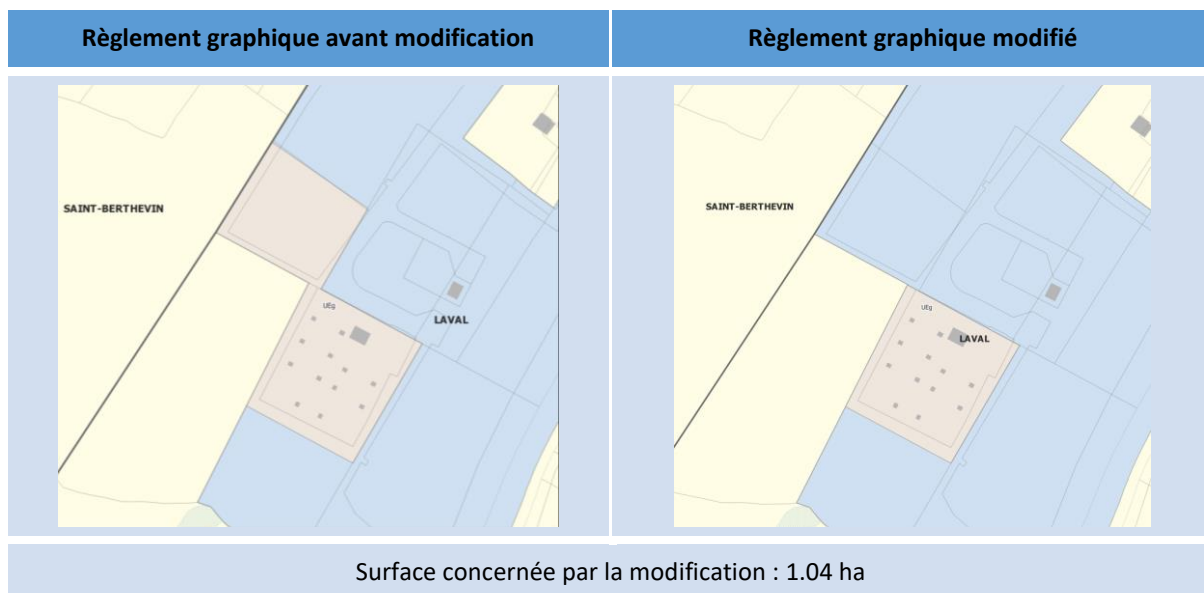 Règlement graphique avant modification
Règlement graphique modifié
SAINT-BERTHEVIN
UEg
LAVAL
SAINT-BERTHEVIN
UEg
LAVAL
Surface concernée par la modification : 1.04 ha